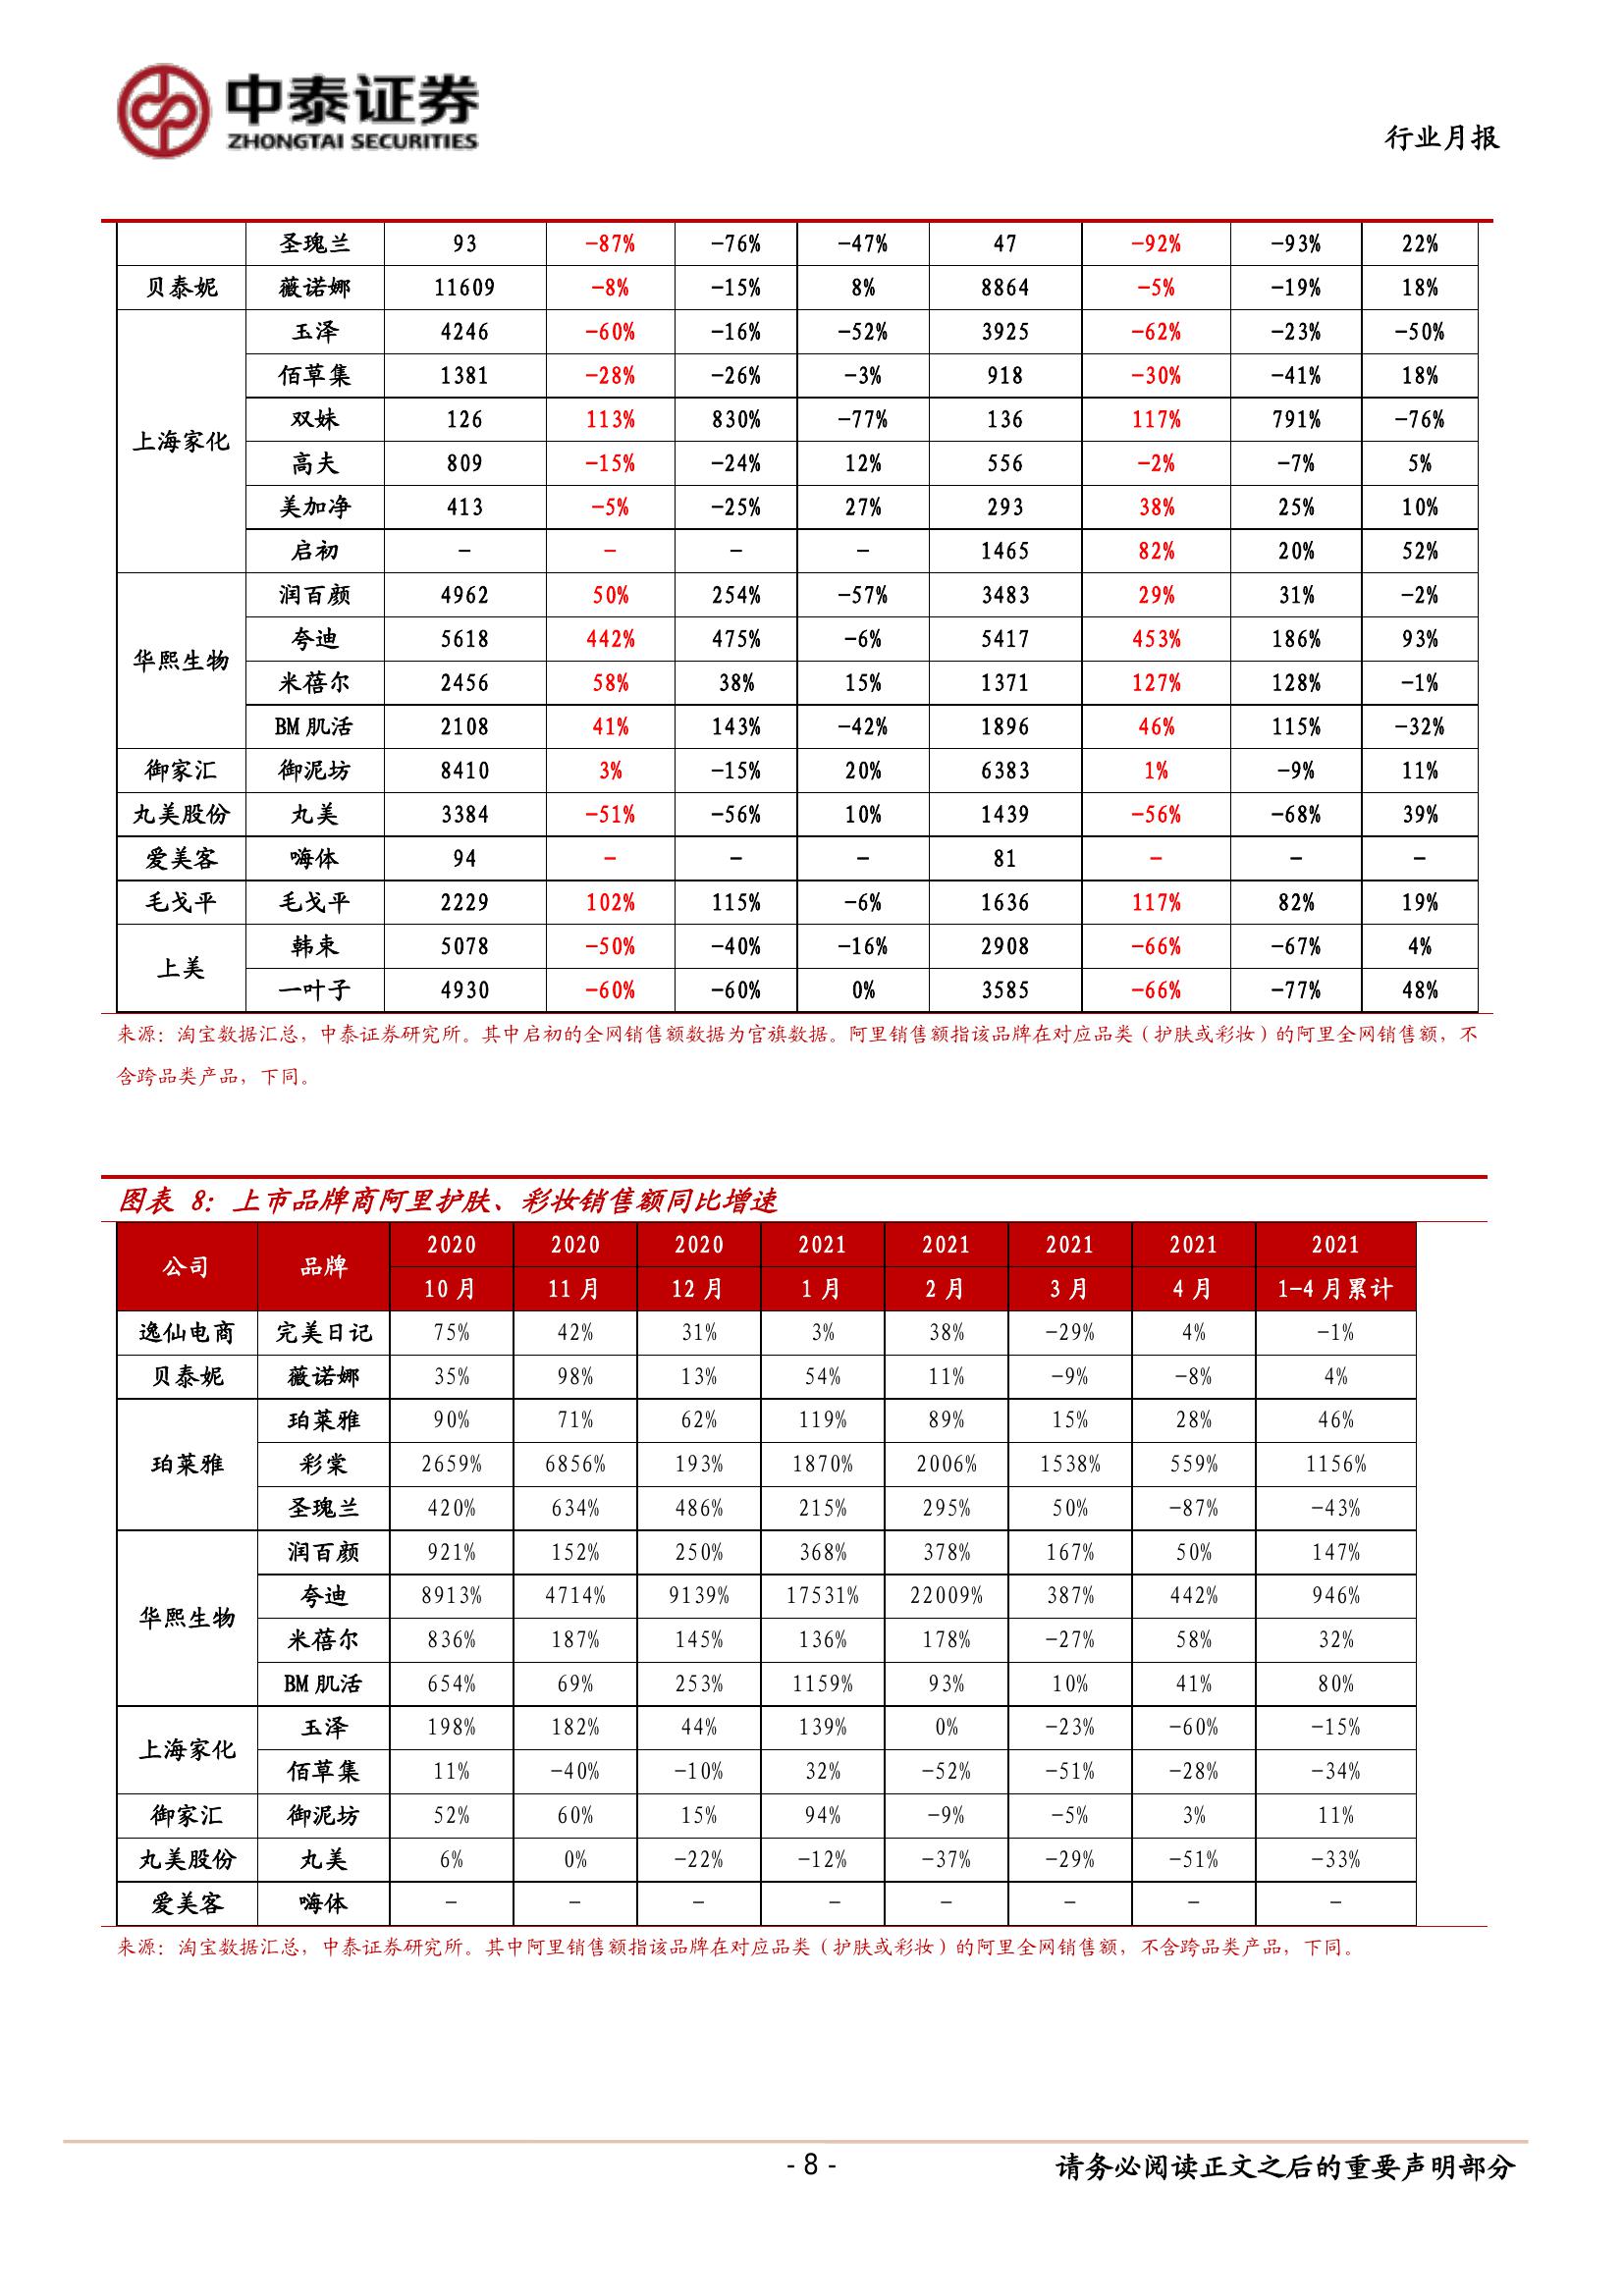 中泰证券
ZHONGTAI SECURITIES
行业月报
圣瑰兰 93 -87% -76% -47% 47 -92% -93% 22%
贝泰妮 薇诺娜 11609 -8% -15% 8% 8864 -5% -19% 18%
上海家化 玉泽 4246 -60% -16% -52% 3925 -62% -23% -50%
佰草集 1381 -28% -26% -3% 918 -30% -41% 18%
双妹 126 113% 830% -77% 136 117% 791% -76%
高夫 809 -15% -24% 12% 556 -2% -7% 5%
美加净 413 -5% -25% 27% 293 38% 25% 10%
启初 - - - - 1465 82% 20% 52%
华熙生物 润百颜 4962 50% 254% -57% 3483 29% 31% -2%
夸迪 5618 442% 475% -6% 5417 453% 186% 93%
米蓓尔 2456 58% 38% 15% 1371 127% 128% -1%
BM 肌活 2108 41% 143% -42% 1896 46% 115% -32%
御家汇 御泥坊 8410 3% -15% 20% 6383 1% -9% 11%
丸美股份 丸美 3384 -51% -56% 10% 1439 -56% -68% 39%
爱美客 嗨体 94 - - - 81 - - -
毛戈平 毛戈平 2229 102% 115% -6% 1636 117% 82% 19%
上美 韩束 5078 -50% -40% -16% 2908 -66% -67% 4%
一叶子 4930 -60% -60% 0% 3585 -66% -77% 48%
来源：淘宝数据汇总，中泰证券研究所。其中启初的全网销售额数据为官旗数据。阿里销售额指该品牌在对应品类（护肤或彩妆）的阿里全网销售额，不
含跨品类产品，下同。
图表 8：上市品牌商阿里护肤、彩妆销售额同比增速
公司 品牌 2020 2020 2020 2021 2021 2021 2021 2021
10 月 11 月 12 月 1 月 2 月 3 月 4 月 1-4 月累计
逸仙电商 完美日记 75% 42% 31% 3% 38% -29% 4% -1%
贝泰妮 薇诺娜 35% 98% 13% 54% 11% -9% -8% 4%
珀莱雅 珀莱雅 90% 71% 62% 119% 89% 15% 28% 46%
彩棠 2659% 6856% 193% 1870% 2006% 1538% 559% 1156%
圣瑰兰 420% 634% 486% 215% 295% 50% -87% -43%
华熙生物 润百颜 921% 152% 250% 368% 378% 167% 50% 147%
夸迪 8913% 4714% 9139% 17531% 22009% 387% 442% 946%
米蓓尔 836% 187% 145% 136% 178% -27% 58% 32%
BM 肌活 654% 69% 253% 1159% 93% 10% 41% 80%
上海家化 玉泽 198% 182% 44% 139% 0% -23% -60% -15%
佰草集 11% -40% -10% 32% -52% -51% -28% -34%
御家汇 御泥坊 52% 60% 15% 94% -9% -5% 3% 11%
丸美股份 丸美 6% 0% -22% -12% -37% -29% -51% -33%
爱美客 嗨体 - - - - - - - -
来源：淘宝数据汇总，中泰证券研究所。其中阿里销售额指该品牌在对应品类（护肤或彩妆）的阿里全网销售额，不含跨品类产品，下同。
- 8 -
请务必阅读正文之后的重要声明部分